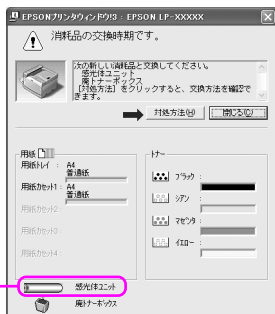 EPSONプリンタウィンドウ!3 : EPSON LP-XXXXX
消耗品の交換時期です。
次の新しい消耗品と交換してください。
感光体ユニット
廃トナーボックス
[対処方法]をクリックすると、交換方法を確認できます。
対処方法(H)
閉じる(C)
用紙
用紙トレイ : A4
普通紙
用紙カセット1 : A4
普通紙
用紙カセット2 :
用紙カセット3 :
用紙カセット4 :
トナー
ブラック :
シアン :
マゼンタ :
イエロー :
感光体ユニット
廃トナーボックス